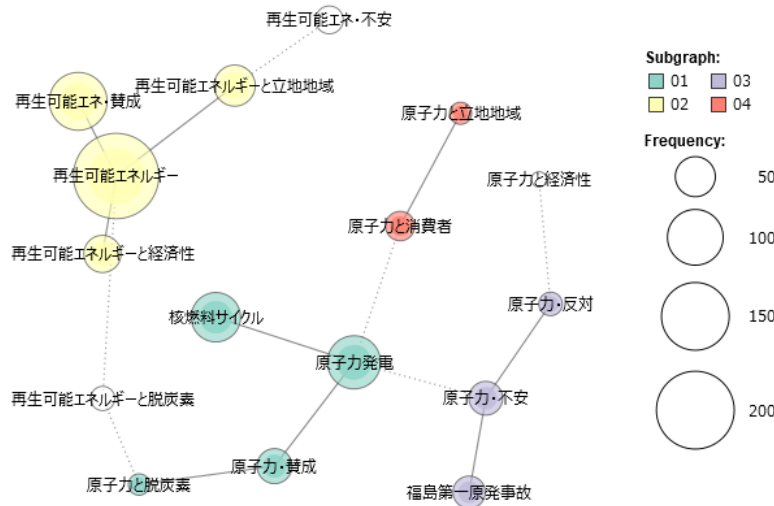 再生可能エネ・不安
再生可能エネルギーと立地地域
再生可能エネ・賛成
再生可能エネルギー
再生可能エネルギーと経済性
原子力と立地地域
原子力と経済性
原子力と消費者
核燃料サイクル
原子力・反対
原子力発電
再生可能エネルギーと脱炭素
原子力・不安
原子力・賛成
原子力と脱炭素
福島第一原発事故
Subgraph:
01 03
02 04
Frequency:
50
100
150
200